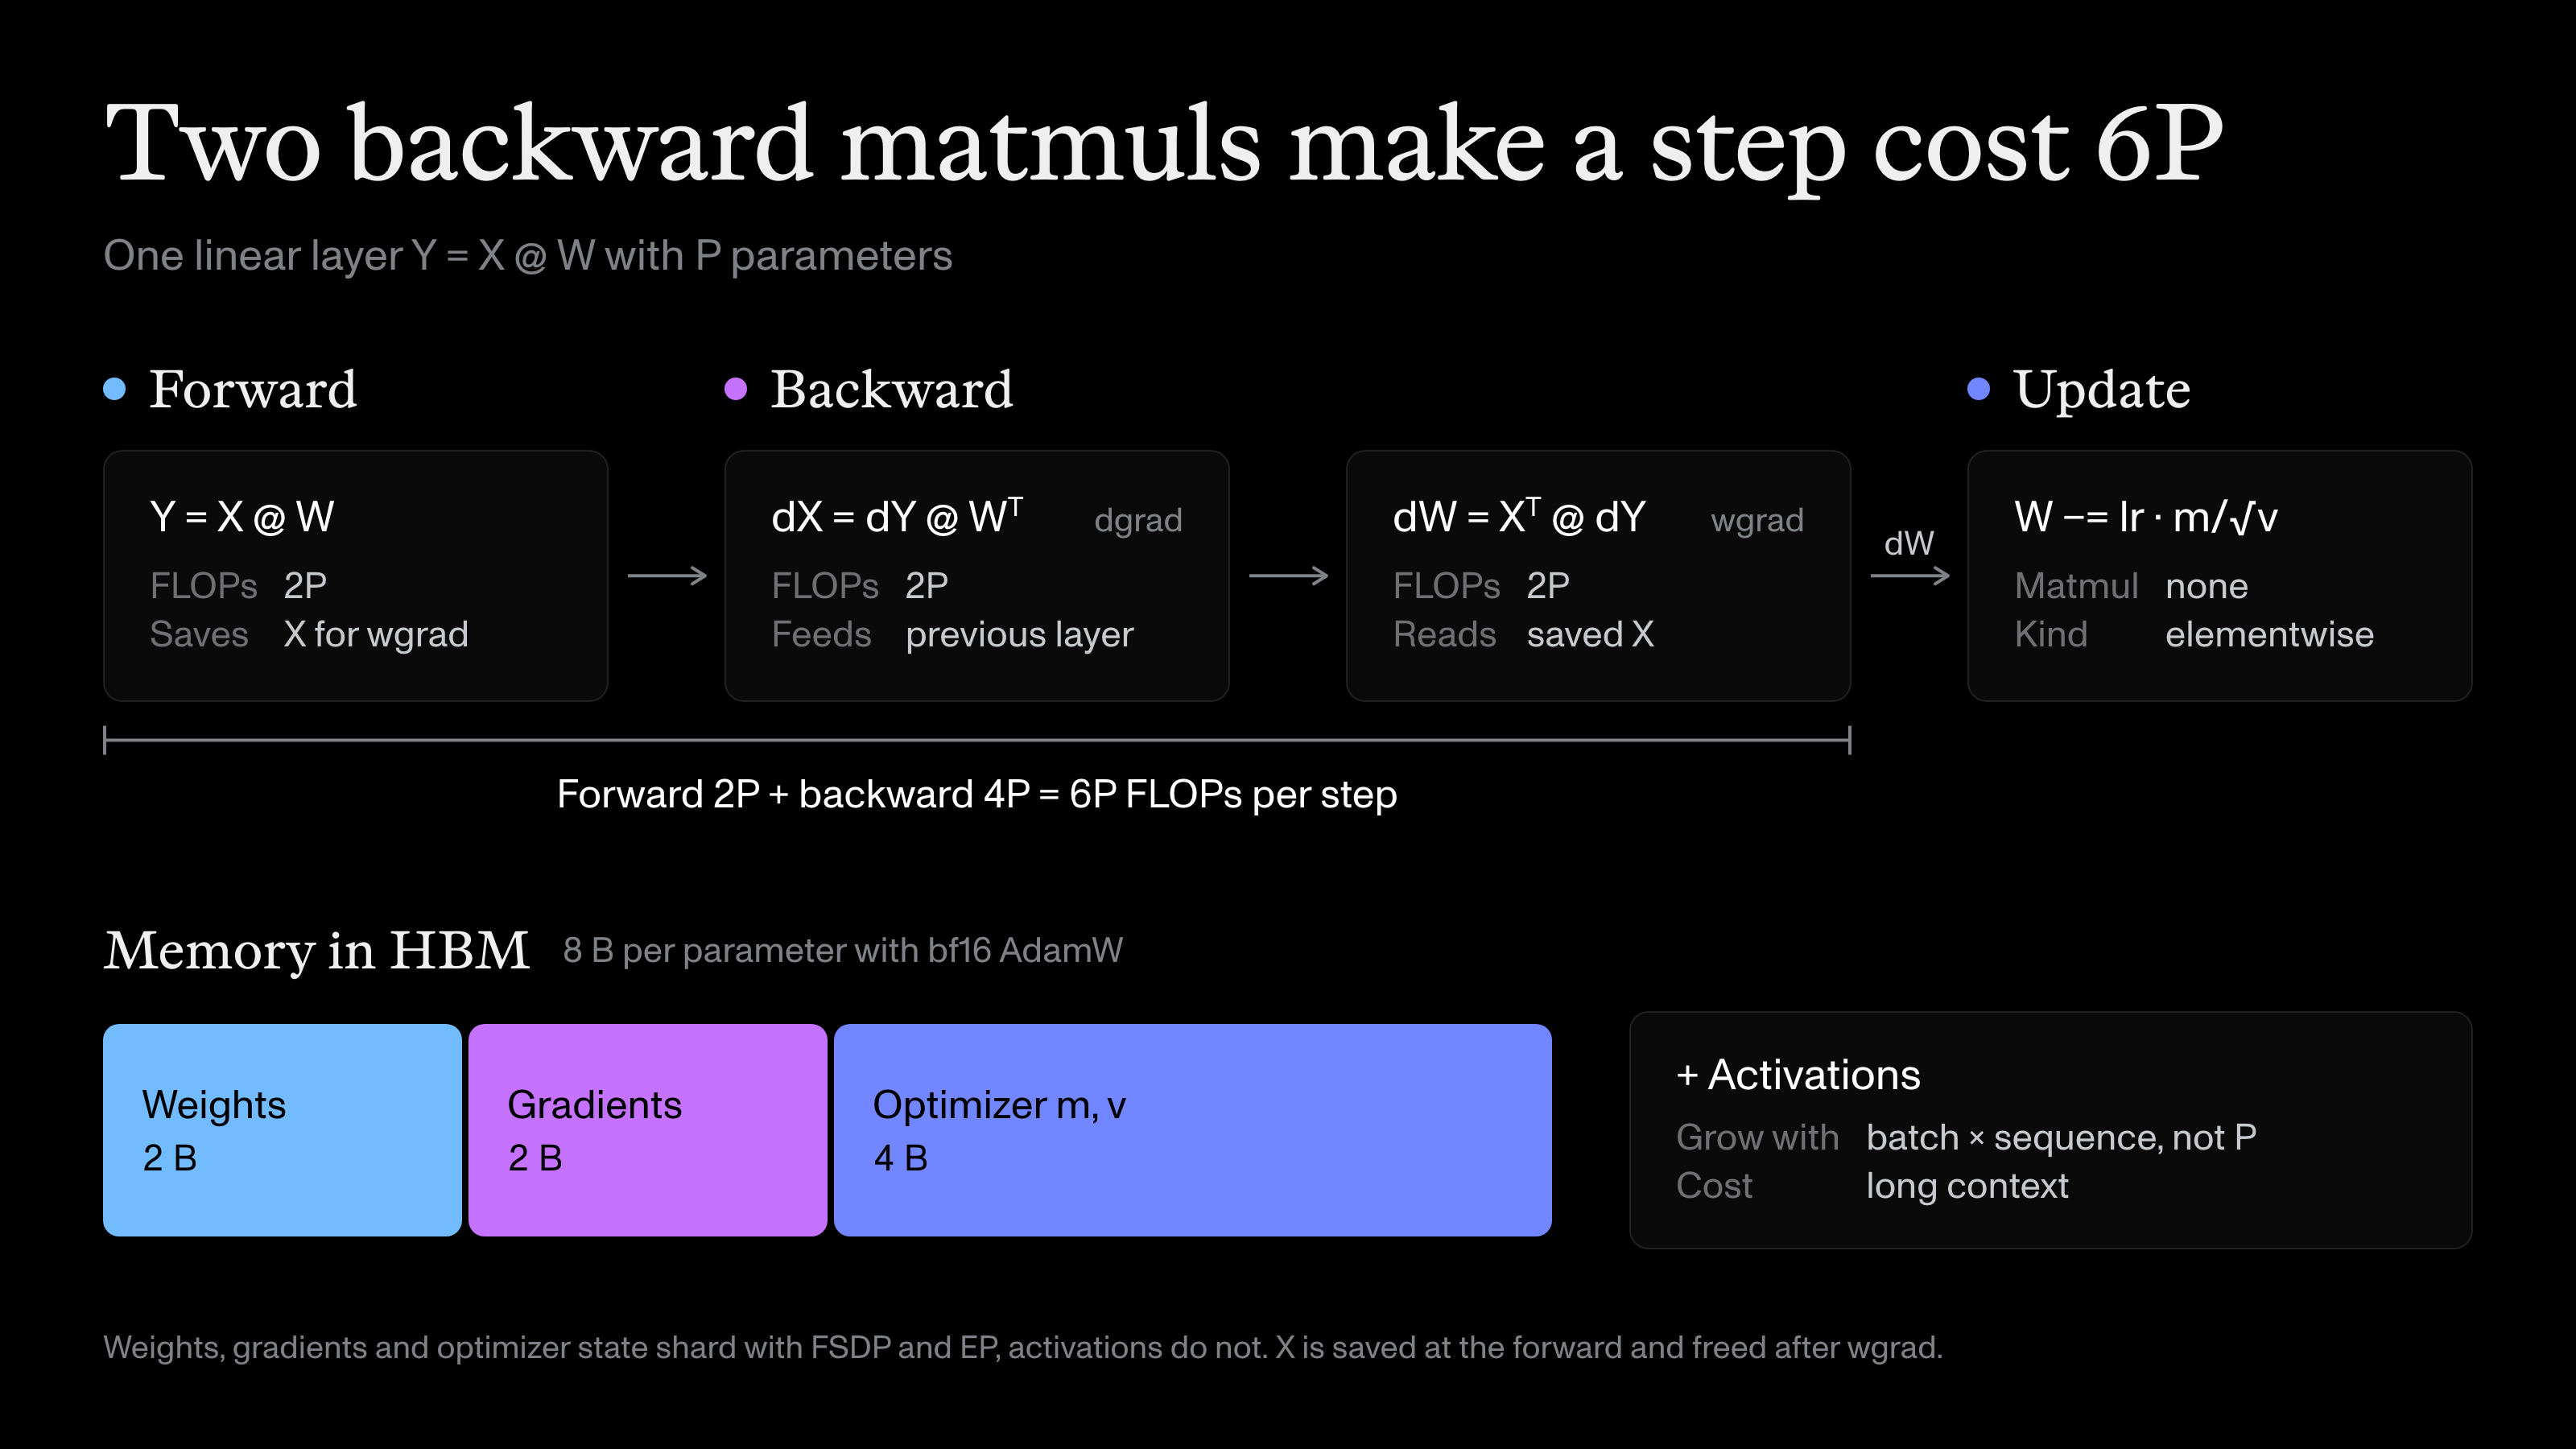 Two backward matmuls make a step cost 6P
One linear layer Y = X @ W with P parameters
Forward
Y = X @ W
FLOPs 2P
Saves X for wgrad
Backward
dX = dY @ Wᵀ dgrad
FLOPs 2P
Feeds previous layer
dW = Xᵀ @ dY wgrad
FLOPs 2P
Reads saved X
dW
Update
W −= lr · m/√v
Matmul none
Kind elementwise
Forward 2P + backward 4P = 6P FLOPs per step
Memory in HBM 8 B per parameter with bf16 AdamW
Weights
2 B
Gradients
2 B
Optimizer m, v
4 B
+ Activations
Grow with batch × sequence, not P
Cost long context
Weights, gradients and optimizer state shard with FSDP and EP, activations do not. X is saved at the forward and freed after wgrad.